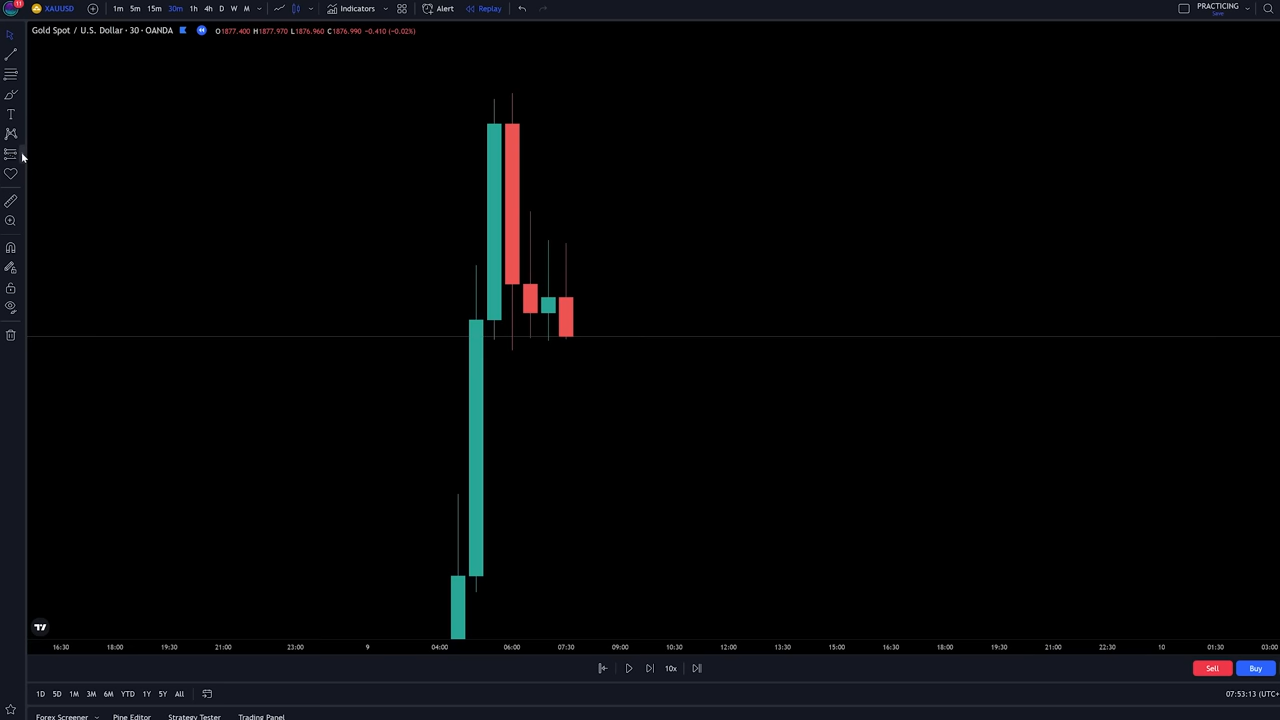 11
XAUUSD 1m 5m 15m 30m 1h 4h D W M Indicators Alert Replay PRACTICING
Save
Gold Spot / U.S. Dollar · 30 · OANDA O1877.400 H1877.970 L1876.960 C1876.990 −0.410 (−0.02%)
T
16:30 18:00 19:30 21:00 23:00 9 04:00 06:00 07:30 09:00 10:30 12:00 13:30 15:00 16:30 18:00 19:30 21:00 22:30 10 01:30 03:00
10x Sell Buy
1D 5D 1M 3M 6M YTD 1Y 5Y All 07:53:13 (UTC+
Forex Screener Pine Editor Strategy Tester Trading Panel